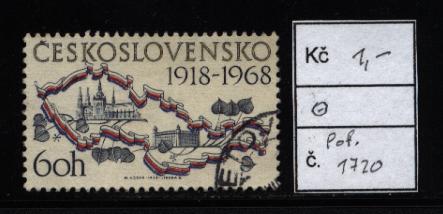 ČESKOSLOVENSKO
1918-1968
60h
Kč 1,-
Pof.
č. 1720